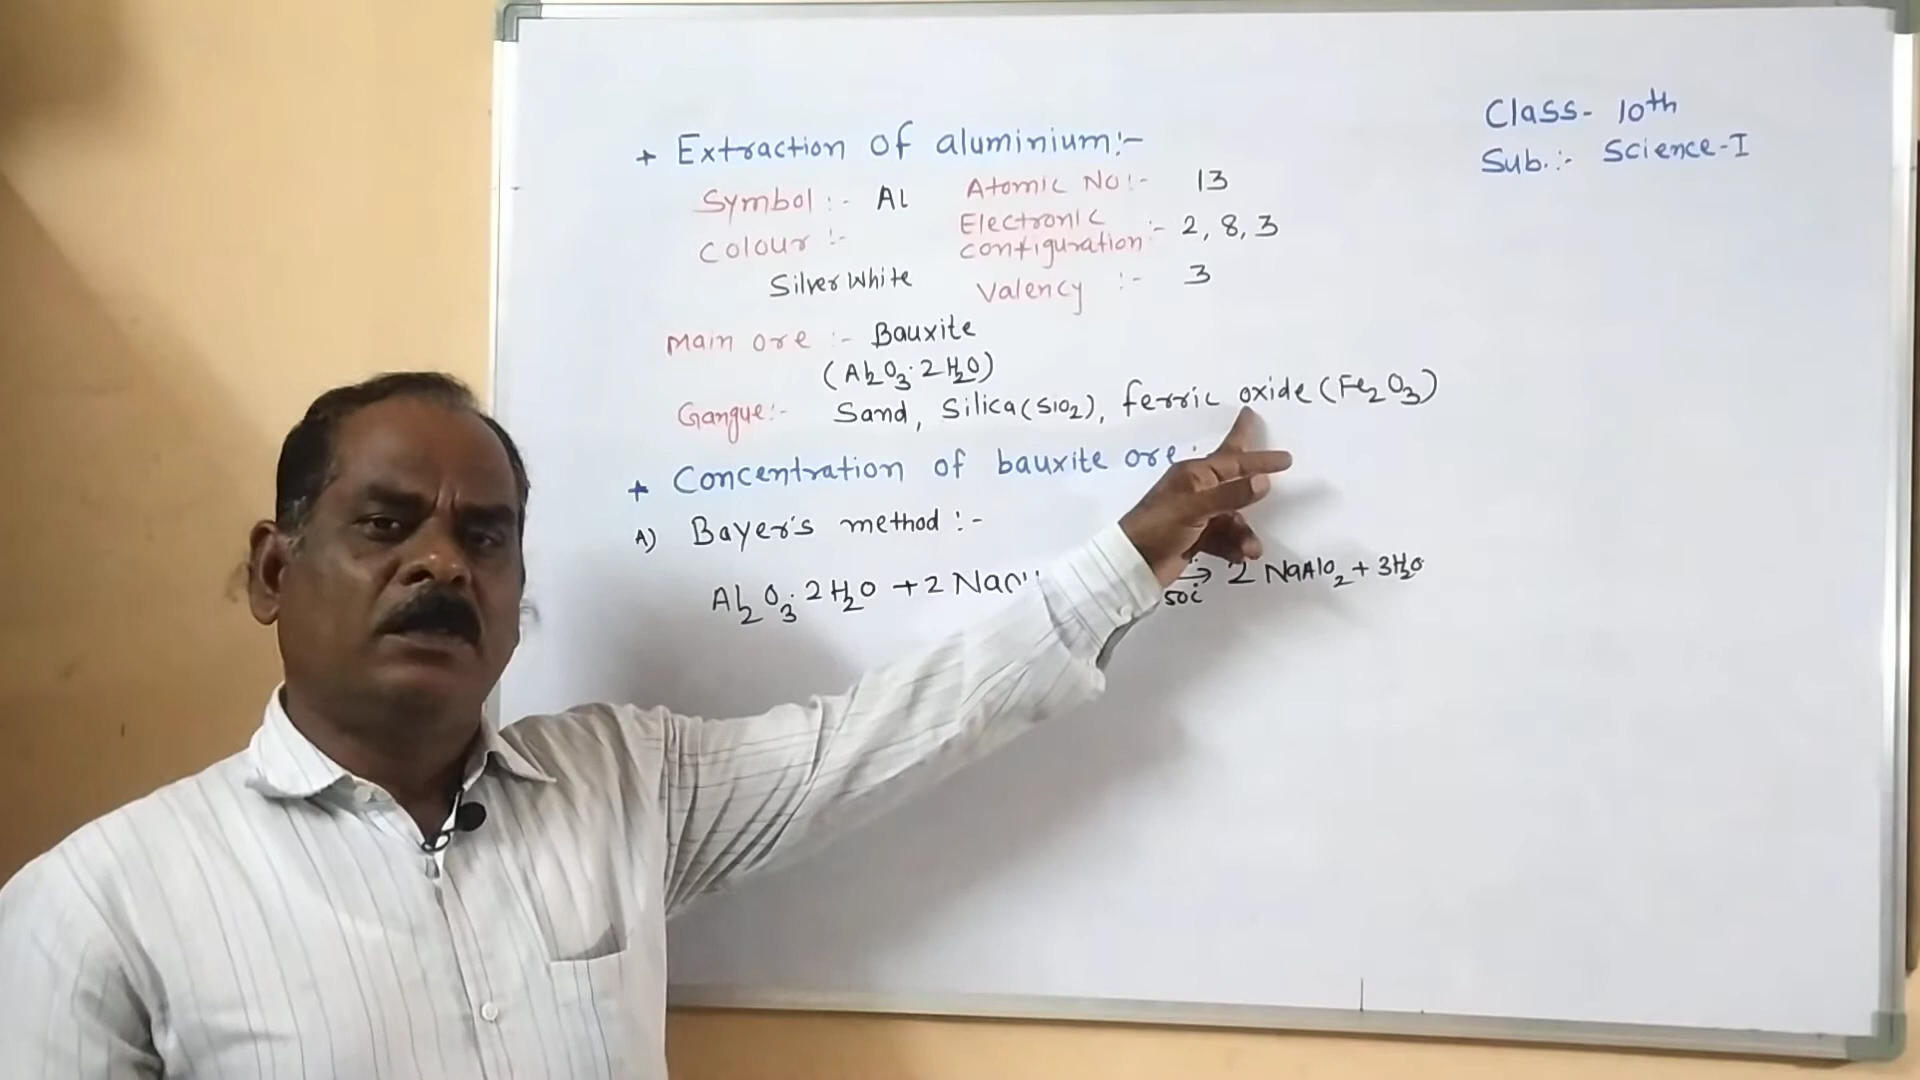 Class- 10th
Sub.:- Science-I
+ Extraction of aluminium:-
Symbol :- Al Atomic No:- 13
Colour :- Electronic configuration :- 2, 8, 3
Silver White Valency :- 3
Main ore :- Bauxite
(Al2O3·2H2O)
Gangue:- Sand, Silica(SiO2), ferric oxide (Fe2O3)
+ Concentration of bauxite ore:
A) Bayer's method :-
Al2O3·2H2O + 2 → 2 NaAlO2 + 3H2O